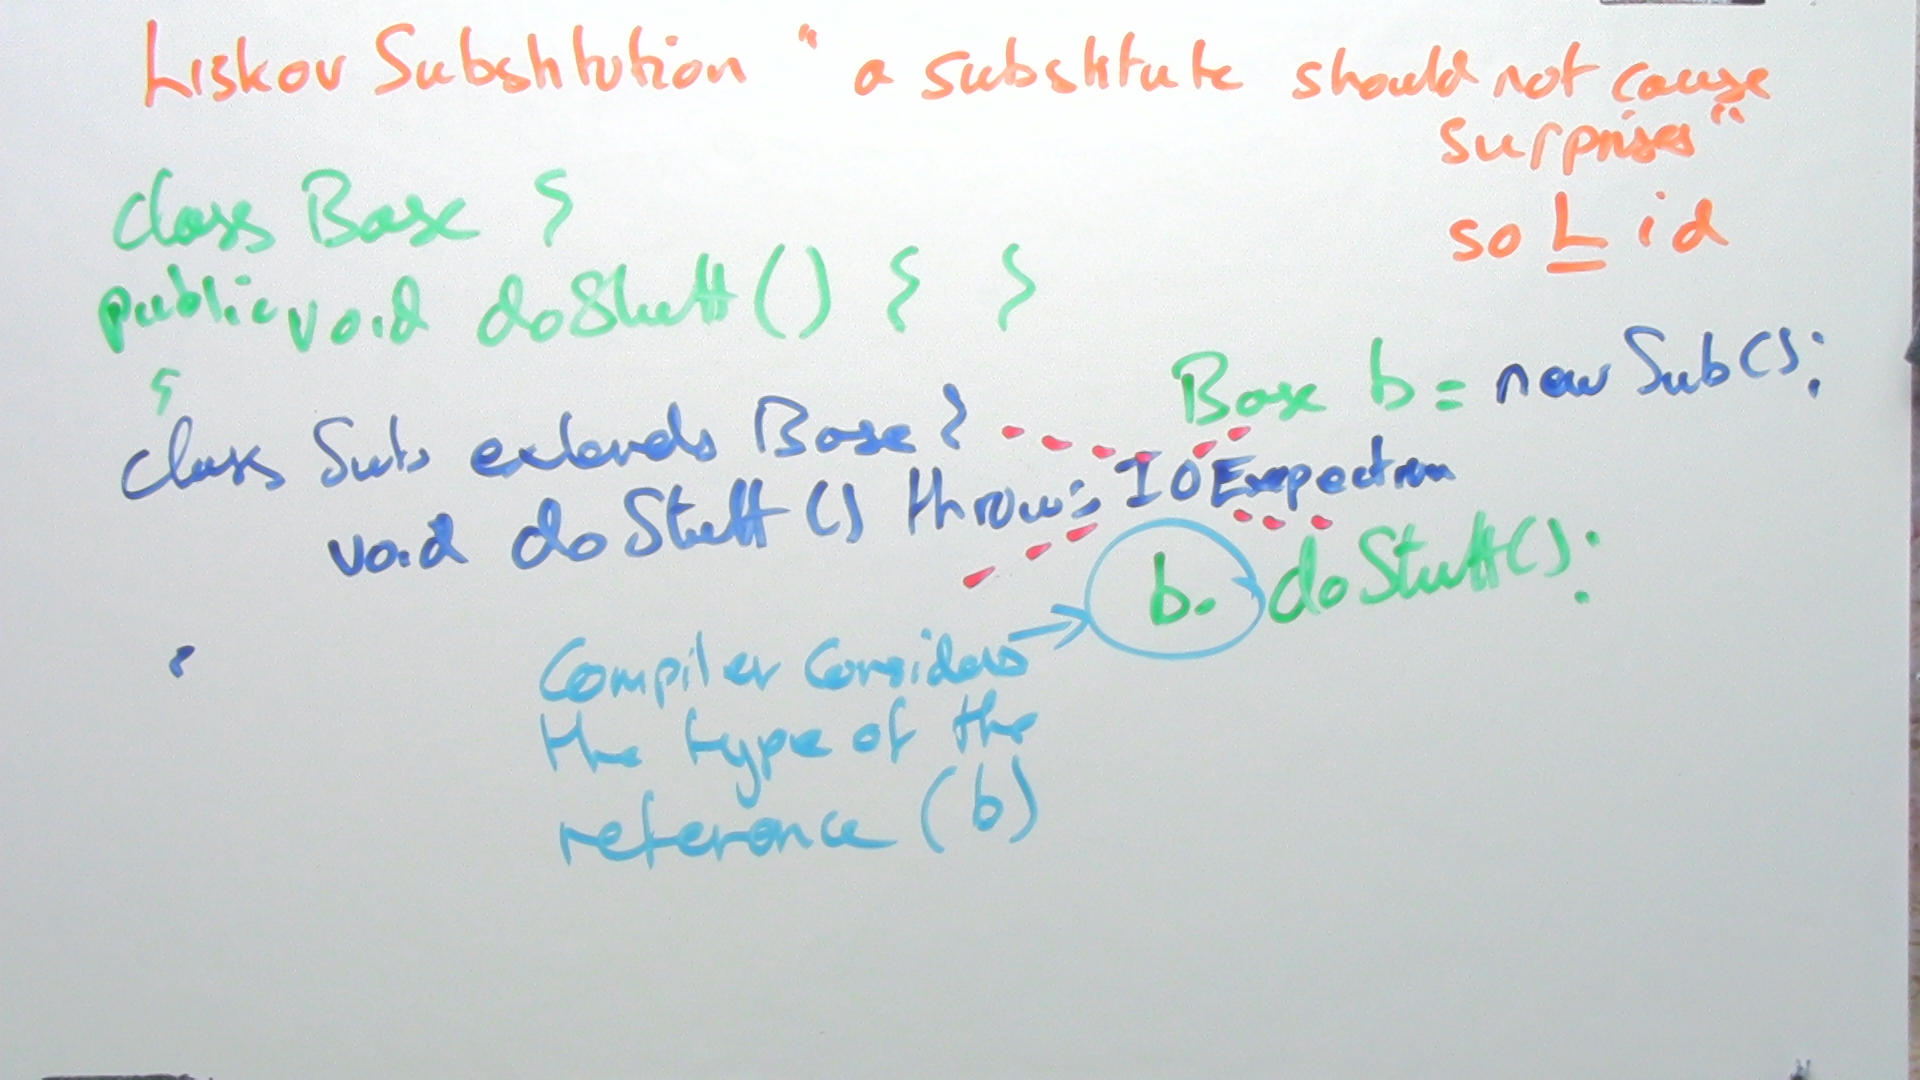 Liskov Substitution "a substitute should not cause
surprises"
soLid
class Base {
public void doStuff() { }
}
Base b = new Sub();
class Sub extends Base {
void doStuff() throws IOExepection
b. doStuff();
Compiler Considers
the type of the
reference (b)